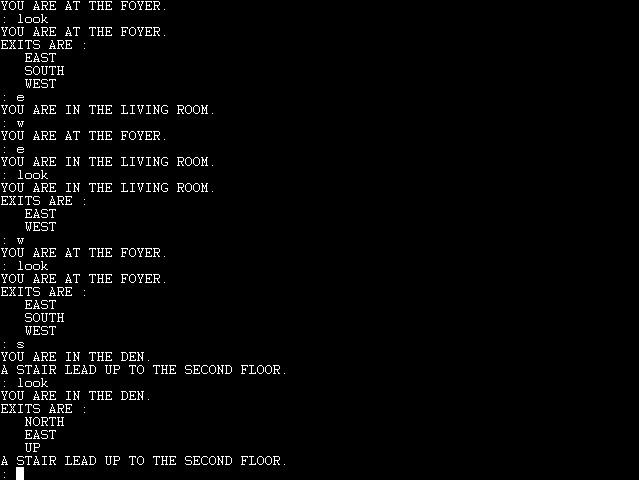 YOU ARE AT THE FOYER.
: look
YOU ARE AT THE FOYER.
EXITS ARE :
EAST
SOUTH
WEST
: e
YOU ARE IN THE LIVING ROOM.
: w
YOU ARE AT THE FOYER.
: e
YOU ARE IN THE LIVING ROOM.
: look
YOU ARE IN THE LIVING ROOM.
EXITS ARE :
EAST
WEST
: w
YOU ARE AT THE FOYER.
: look
YOU ARE AT THE FOYER.
EXITS ARE :
EAST
SOUTH
WEST
: s
YOU ARE IN THE DEN.
A STAIR LEAD UP TO THE SECOND FLOOR.
: look
YOU ARE IN THE DEN.
EXITS ARE :
NORTH
EAST
UP
A STAIR LEAD UP TO THE SECOND FLOOR.
: